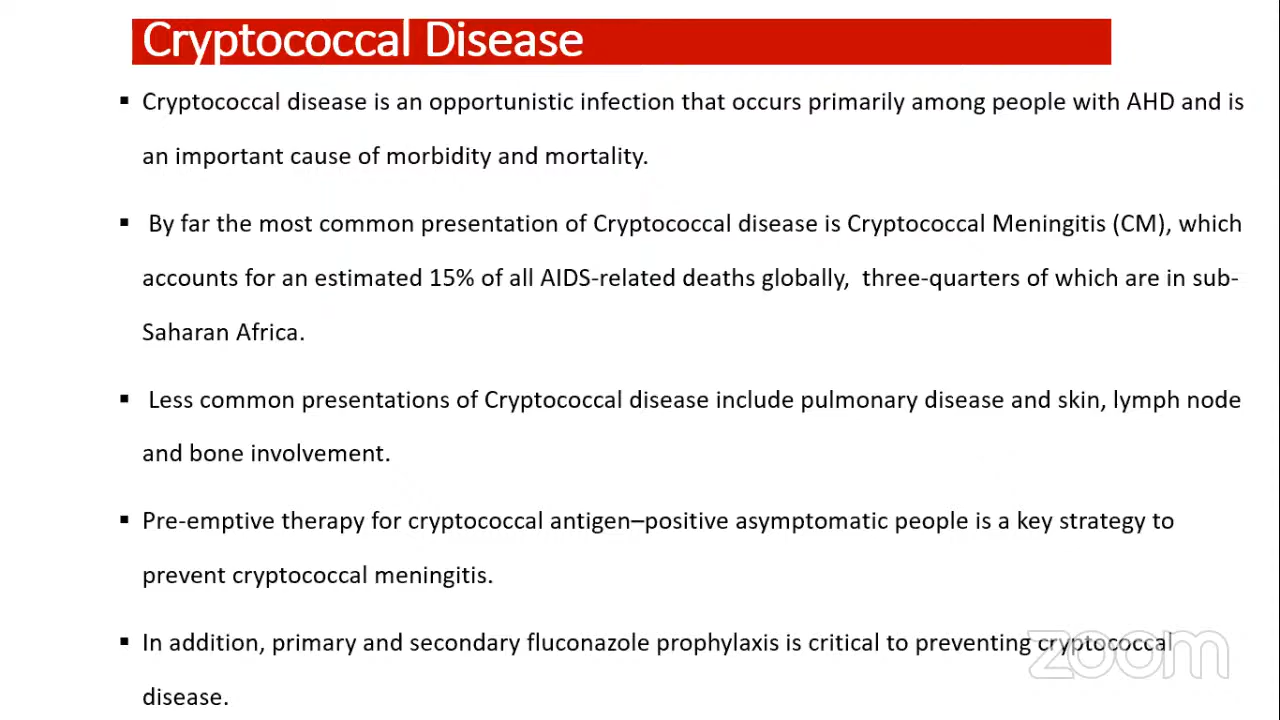 Cryptococcal Disease
▪ Cryptococcal disease is an opportunistic infection that occurs primarily among people with AHD and is
an important cause of morbidity and mortality.
▪ By far the most common presentation of Cryptococcal disease is Cryptococcal Meningitis (CM), which
accounts for an estimated 15% of all AIDS-related deaths globally, three-quarters of which are in sub-
Saharan Africa.
▪ Less common presentations of Cryptococcal disease include pulmonary disease and skin, lymph node
and bone involvement.
▪ Pre-emptive therapy for cryptococcal antigen–positive asymptomatic people is a key strategy to
prevent cryptococcal meningitis.
▪ In addition, primary and secondary fluconazole prophylaxis is critical to preventing cryptococcal
disease.
zoom